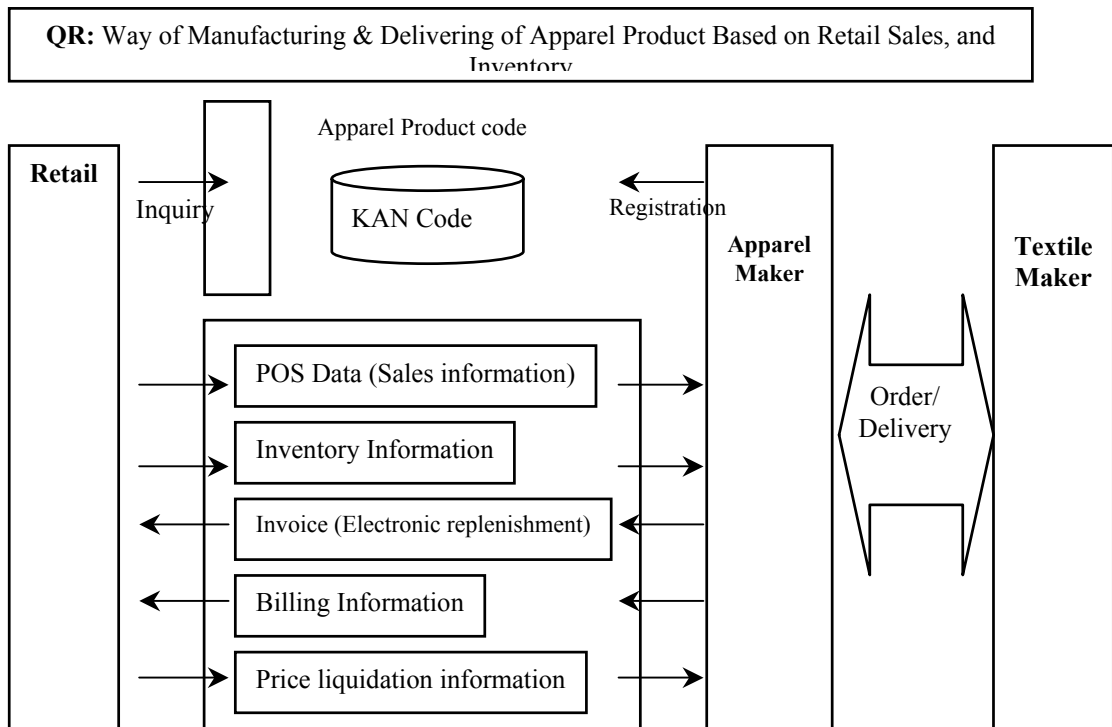 QR: Way of Manufacturing & Delivering of Apparel Product Based on Retail Sales, and
Inventory
Apparel Product code
Retail
Inquiry
KAN Code
Registration
Apparel
Maker
Textile
Maker
POS Data (Sales information)
Inventory Information
Invoice (Electronic replenishment)
Billing Information
Price liquidation information
Order/
Delivery